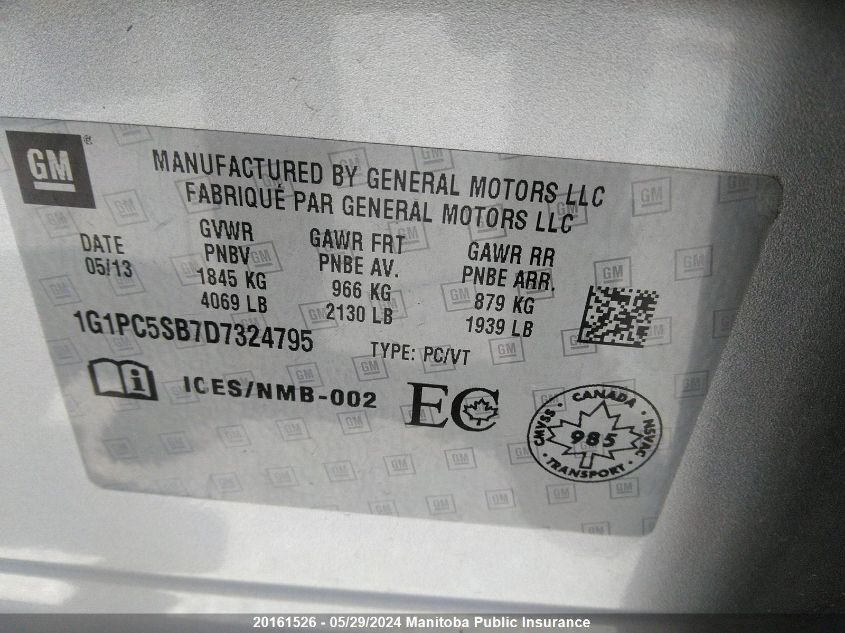 GM
MANUFACTURED BY GENERAL MOTORS LLC
FABRIQUÉ PAR GENERAL MOTORS LLC
DATE
05/13
GVWR
PNBV
1845 KG
4069 LB
GAWR FRT
PNBE AV.
966 KG
2130 LB
GAWR RR
PNBE ARR.
879 KG
1939 LB
1G1PC5SB7D7324795
TYPE: PC/VT
ICES/NMB-002
EC
CANADA
CMVSS 985 NSVAC
TRANSPORT
20161526 - 05/29/2024 Manitoba Public Insurance